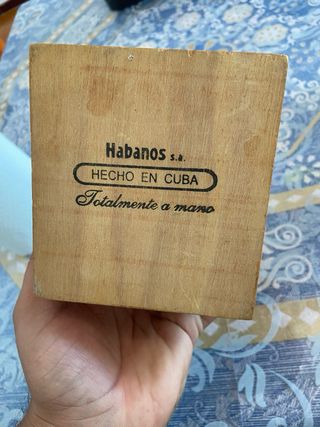 Habanos s.a.
HECHO EN CUBA
Totalmente a mano